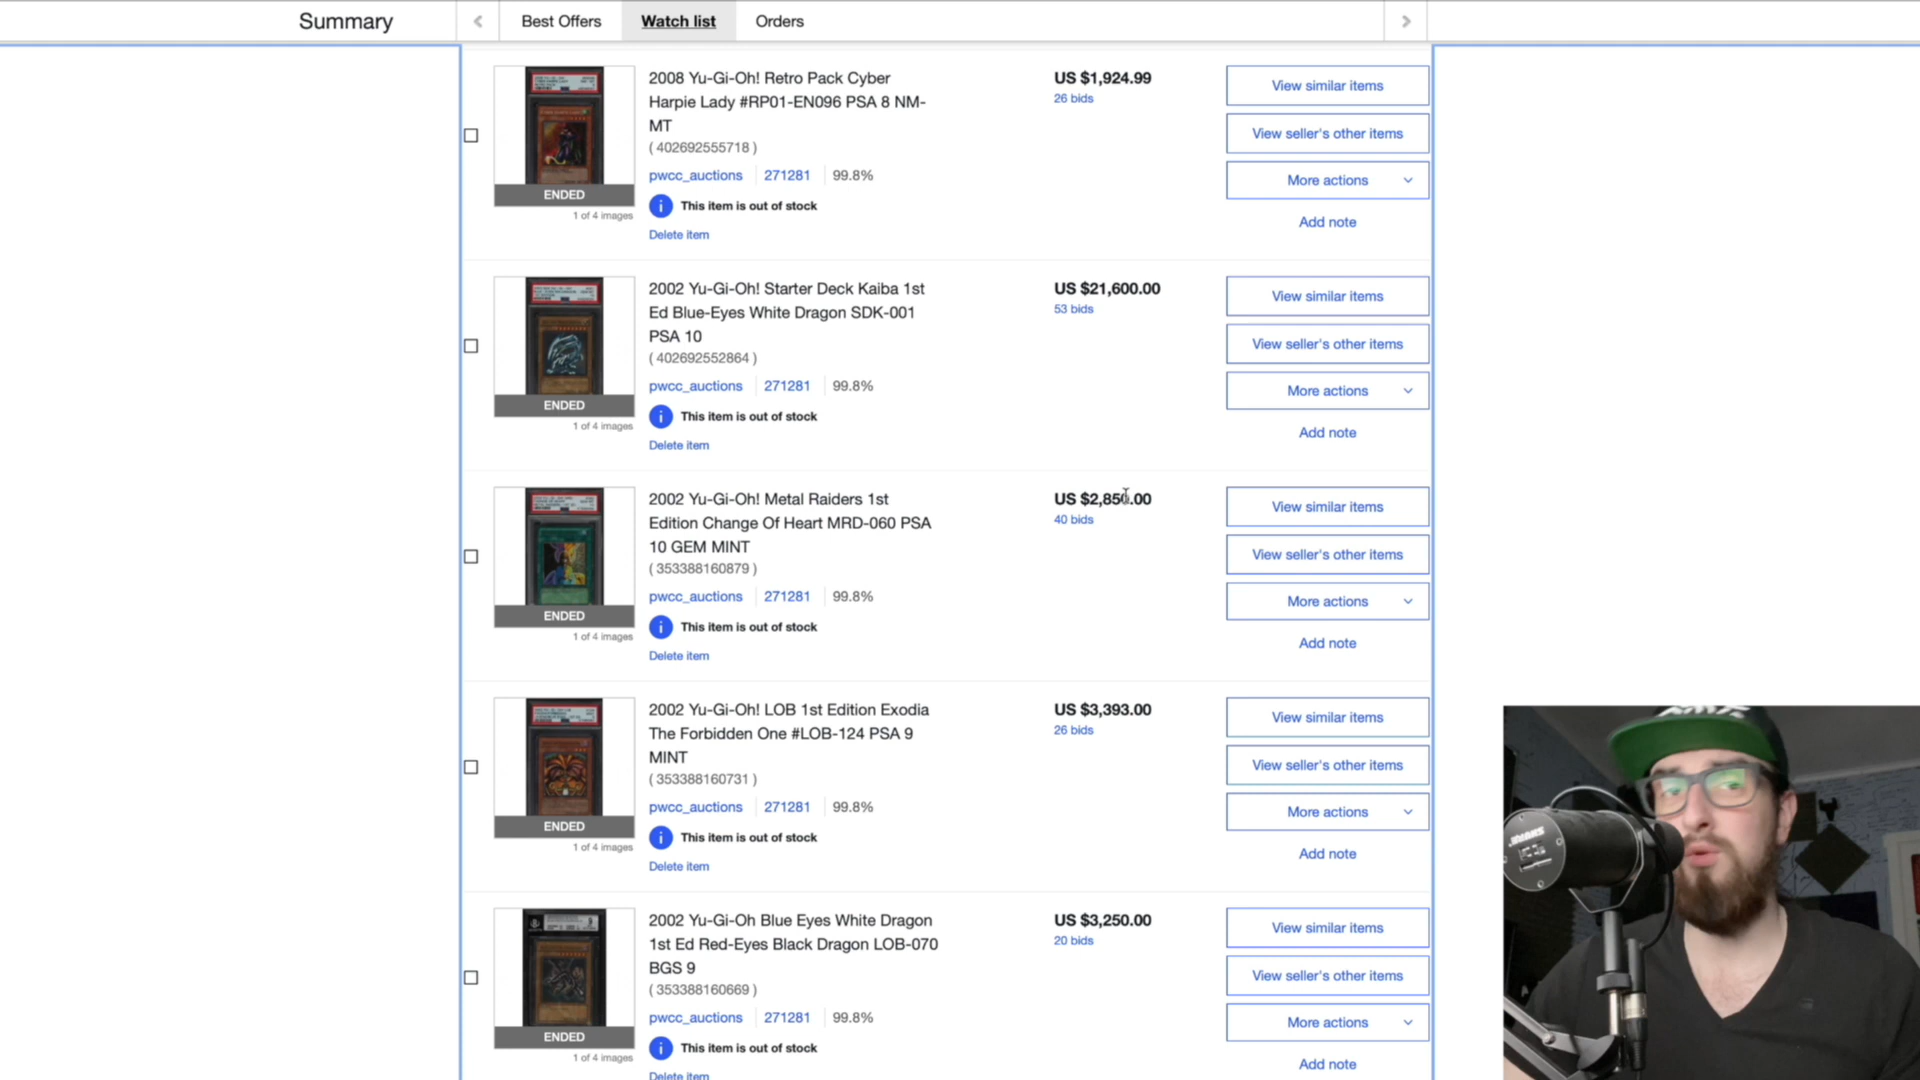 Summary
Best Offers
Watch list
Orders
2008 Yu-Gi-Oh! Retro Pack Cyber
Harpie Lady #RP01-EN096 PSA 8 NM-
MT
( 402692555718 )
pwcc_auctions 271281 99.8%
This item is out of stock
Delete item
ENDED
1 of 4 images
US $1,924.99
26 bids
View similar items
View seller's other items
More actions
Add note
2002 Yu-Gi-Oh! Starter Deck Kaiba 1st
Ed Blue-Eyes White Dragon SDK-001
PSA 10
( 402692552864 )
pwcc_auctions 271281 99.8%
This item is out of stock
Delete item
ENDED
1 of 4 images
US $21,600.00
53 bids
View similar items
View seller's other items
More actions
Add note
2002 Yu-Gi-Oh! Metal Raiders 1st
Edition Change Of Heart MRD-060 PSA
10 GEM MINT
( 353388160879 )
pwcc_auctions 271281 99.8%
This item is out of stock
Delete item
ENDED
1 of 4 images
40 bids
View similar items
View seller's other items
More actions
Add note
2002 Yu-Gi-Oh! LOB 1st Edition Exodia
The Forbidden One #LOB-124 PSA 9
MINT
( 353388160731 )
pwcc_auctions 271281 99.8%
This item is out of stock
Delete item
ENDED
1 of 4 images
US $3,393.00
26 bids
View similar items
View seller's other items
More actions
Add note
2002 Yu-Gi-Oh Blue Eyes White Dragon
1st Ed Red-Eyes Black Dragon LOB-070
BGS 9
( 353388160669 )
pwcc_auctions 271281 99.8%
This item is out of stock
Delete item
ENDED
1 of 4 images
US $3,250.00
20 bids
View similar items
View seller's other items
More actions
Add note